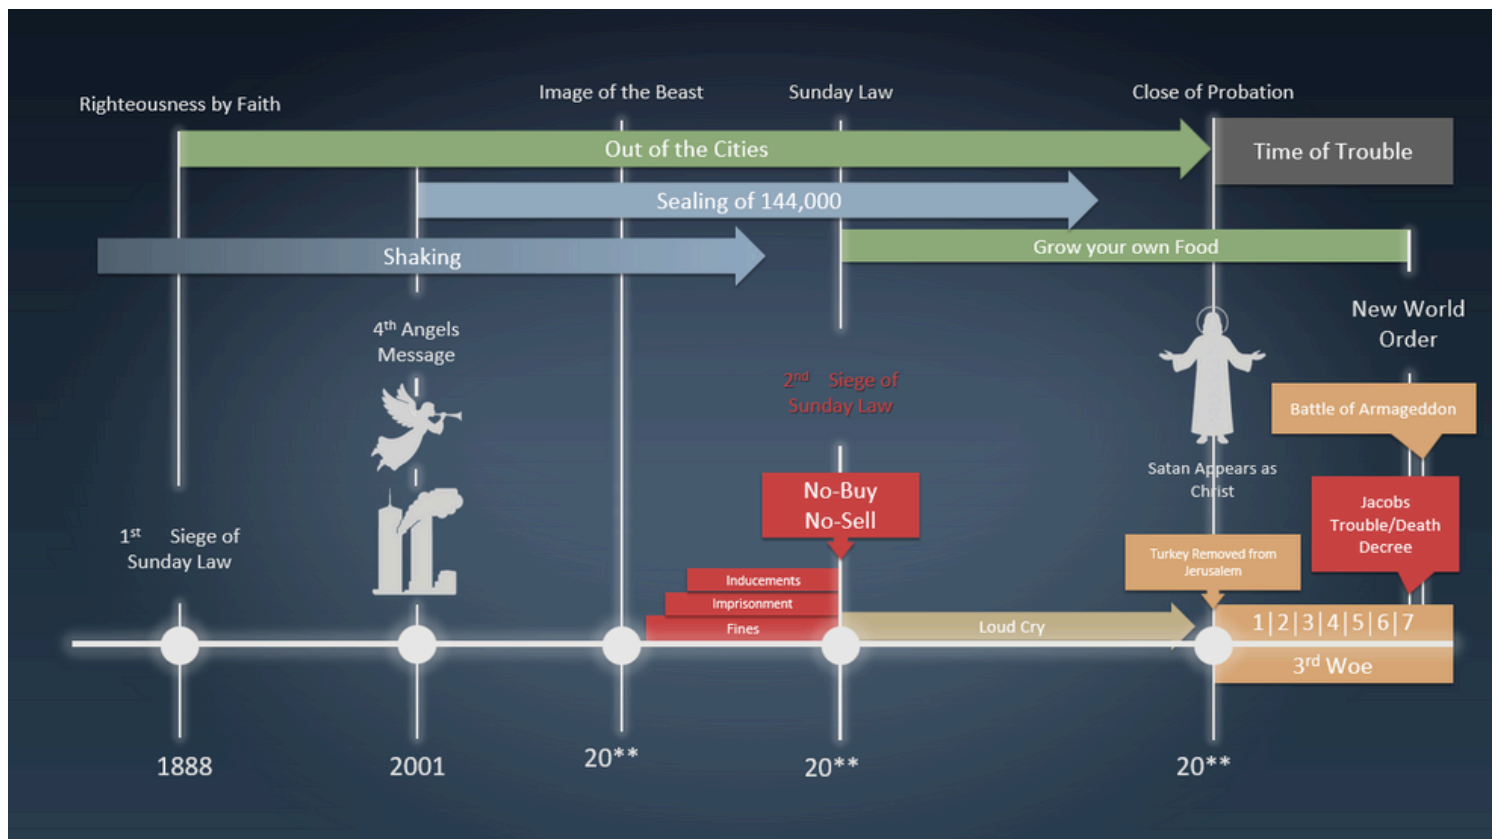 Righteousness by Faith
Image of the Beast
Sunday Law
Close of Probation
Out of the Cities
Time of Trouble
Sealing of 144,000
Shaking
Grow your own Food
4th Angels
Message
New World
Order
2nd Siege of
Sunday Law
Battle of Armageddon
Satan Appears as
Christ
No-Buy
No-Sell
Jacobs
Trouble/Death
Decree
1st Siege of
Sunday Law
Turkey Removed from
Jerusalem
Inducements
Imprisonment
Fines
Loud Cry
1|2|3|4|5|6|7
3rd Woe
1888
2001
20**
20**
20**